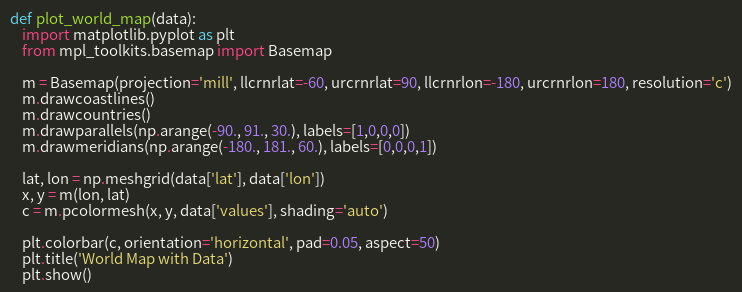 def plot_world_map(data):
    import matplotlib.pyplot as plt
    from mpl_toolkits.basemap import Basemap

    m = Basemap(projection='mill', llcrnrlat=-60, urcrnrlat=90, llcrnrlon=-180, urcrnrlon=180, resolution='c')
    m.drawcoastlines()
    m.drawcountries()
    m.drawparallels(np.arange(-90., 91., 30.), labels=[1,0,0,0])
    m.drawmeridians(np.arange(-180., 181., 60.), labels=[0,0,0,1])

    lat, lon = np.meshgrid(data['lat'], data['lon'])
    x, y = m(lon, lat)
    c = m.pcolormesh(x, y, data['values'], shading='auto')

    plt.colorbar(c, orientation='horizontal', pad=0.05, aspect=50)
    plt.title('World Map with Data')
    plt.show()